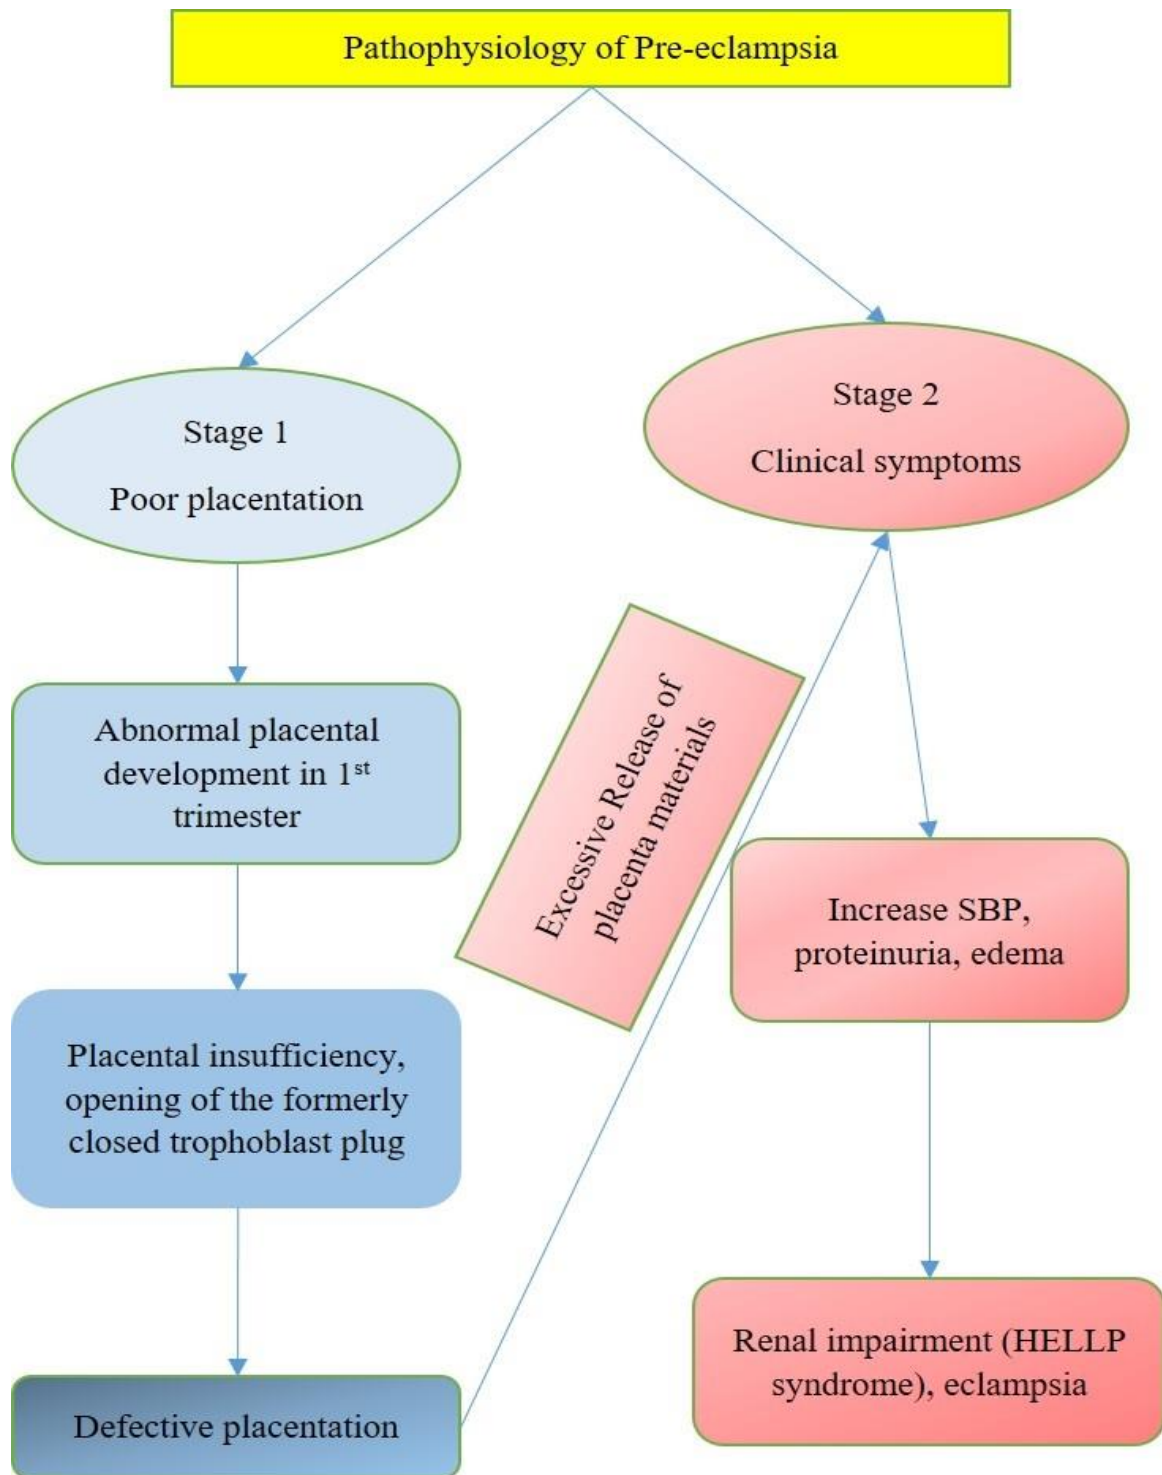 Pathophysiology of Pre-eclampsia
Stage 1
Poor placentation
Abnormal placental
development in 1st
trimester
Placental insufficiency,
opening of the formerly
closed trophoblast plug
Defective placentation
Excessive Release of
placenta materials
Stage 2
Clinical symptoms
Increase SBP,
proteinuria, edema
Renal impairment (HELLP
syndrome), eclampsia